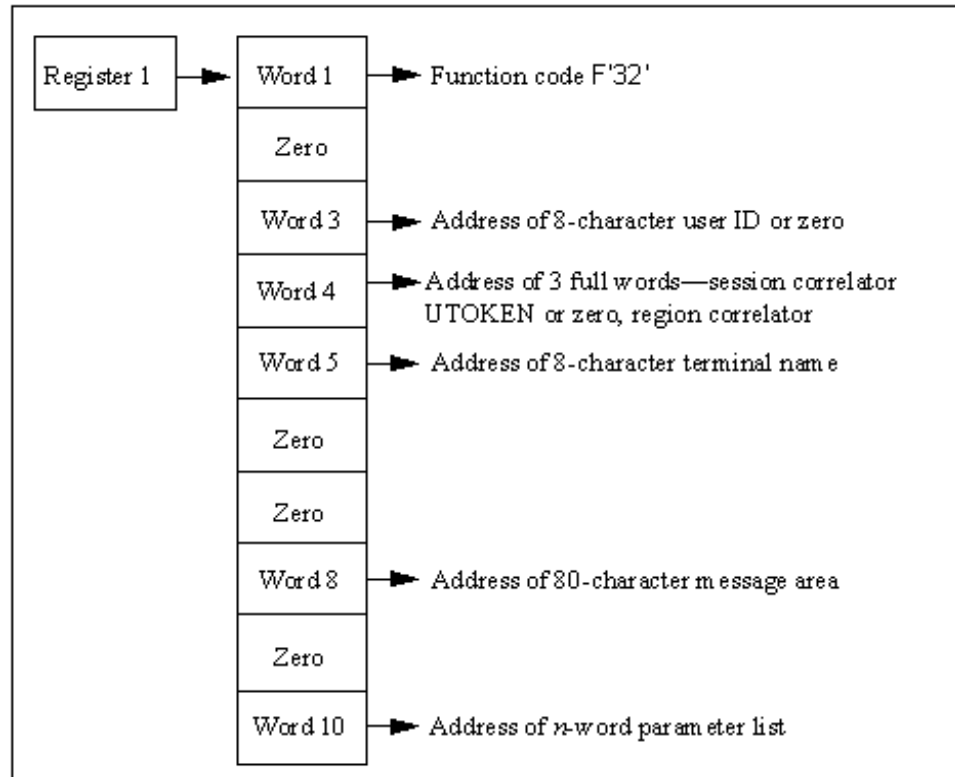 Register 1
Word 1
Function code F'32'
Zero
Word 3
Address of 8-character user ID or zero
Word 4
Address of 3 full words—session correlator
UTOKEN or zero, region correlator
Word 5
Address of 8-character terminal name
Zero
Zero
Word 8
Address of 80-character message area
Zero
Word 10
Address of n-word parameter list